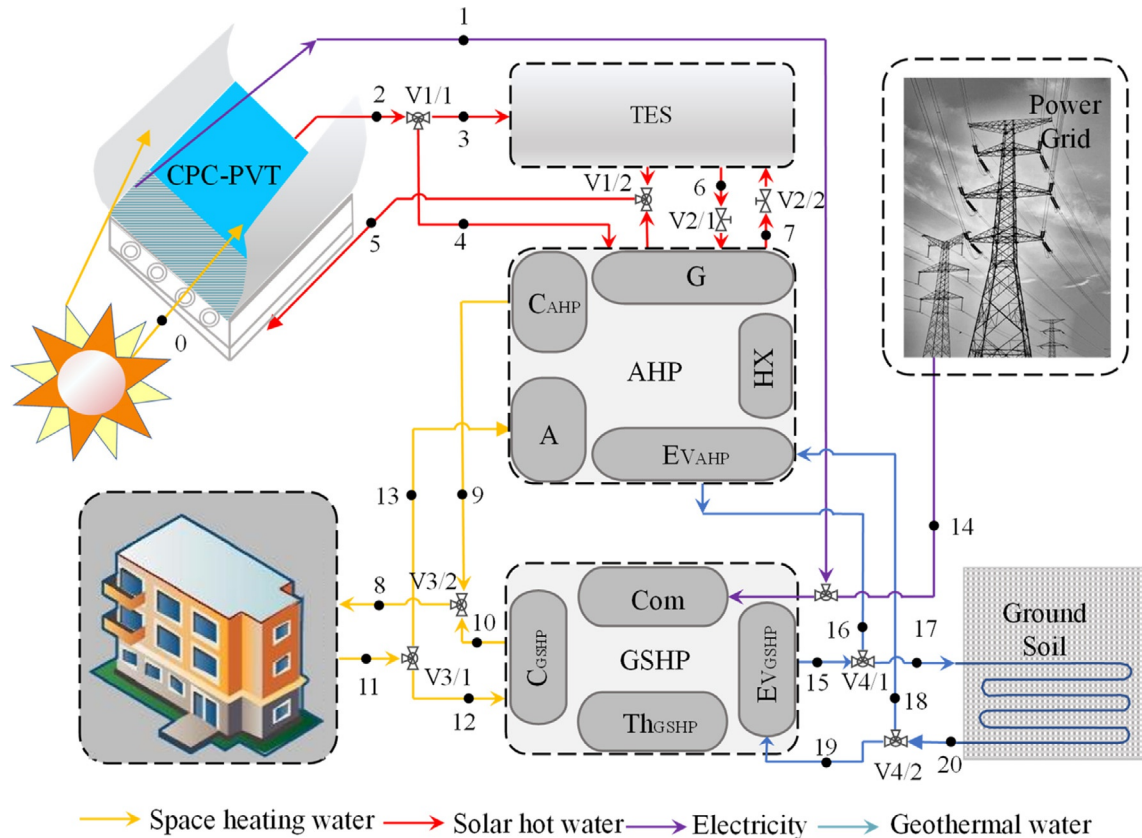 1
2
V1/1
3
TES
Power
Grid
CPC-PVT
V1/2
6
V2/2
5
4
V2/1
7
0
CAHP
G
AHP
HX
A
EVAHP
13
9
14
8
V3/2
10
Com
Ground
Soil
CGSHP
GSHP
EVGSHP
16
17
11
V3/1
12
15
V4/1
18
ThGSHP
19
V4/2
20
Space heating water
Solar hot water
Electricity
Geothermal water